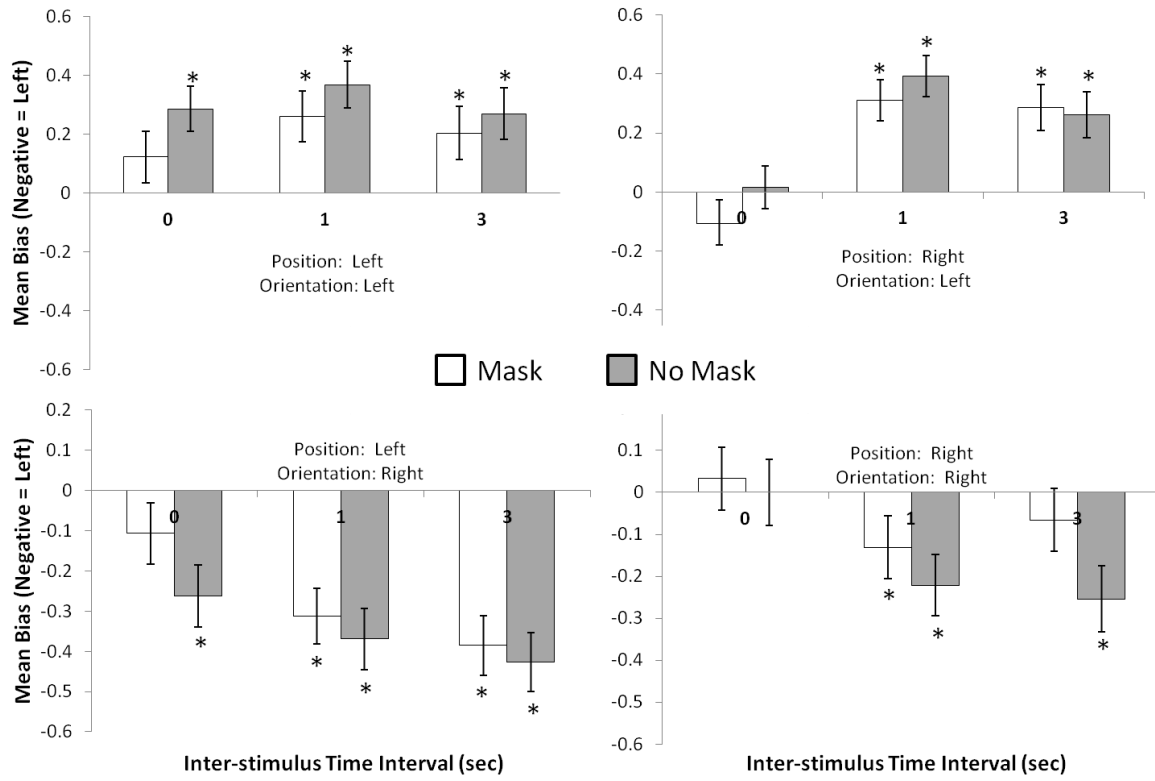 Mean Bias (Negative = Left)
0.6
0.4
0.2
0
-0.2
-0.4
-0.6
* * * * *
0 1 3
Position: Left
Orientation: Left
0.6
0.4
0.2
0
-0.2
-0.4
* * * *
0 1 3
Position: Right
Orientation: Left
Mask No Mask
Mean Bias (Negative = Left)
0.2
0.1
0
-0.1
-0.2
-0.3
-0.4
-0.5
-0.6
Position: Left
Orientation: Right
0 1 3
* * * * *
Inter-stimulus Time Interval (sec)
0.1
0
-0.1
-0.2
-0.3
-0.4
-0.5
-0.6
Position: Right
Orientation: Right
0 1 3
* * *
Inter-stimulus Time Interval (sec)